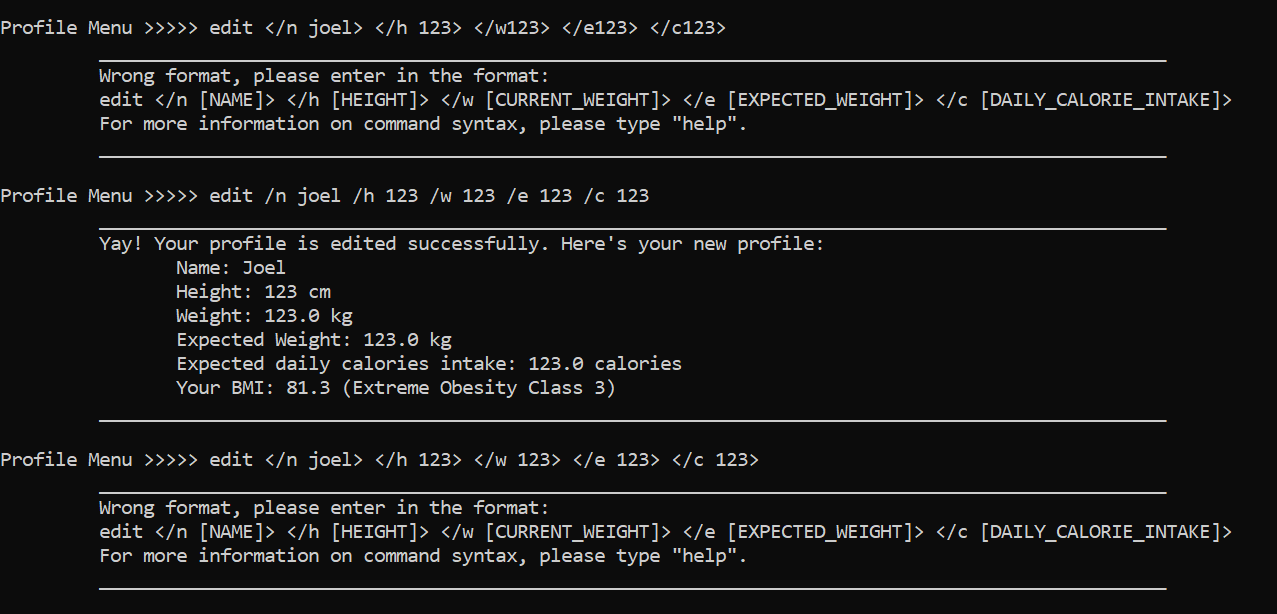 Profile Menu >>>>> edit </n joel> </h 123> </w123> </e123> </c123>
Wrong format, please enter in the format:
edit </n [NAME]> </h [HEIGHT]> </w [CURRENT_WEIGHT]> </e [EXPECTED_WEIGHT]> </c [DAILY_CALORIE_INTAKE]>
For more information on command syntax, please type "help".
Profile Menu >>>>> edit /n joel /h 123 /w 123 /e 123 /c 123
Yay! Your profile is edited successfully. Here's your new profile:
Name: Joel
Height: 123 cm
Weight: 123.0 kg
Expected Weight: 123.0 kg
Expected daily calories intake: 123.0 calories
Your BMI: 81.3 (Extreme Obesity Class 3)
Profile Menu >>>>> edit </n joel> </h 123> </w 123> </e 123> </c 123>
Wrong format, please enter in the format:
edit </n [NAME]> </h [HEIGHT]> </w [CURRENT_WEIGHT]> </e [EXPECTED_WEIGHT]> </c [DAILY_CALORIE_INTAKE]>
For more information on command syntax, please type "help".